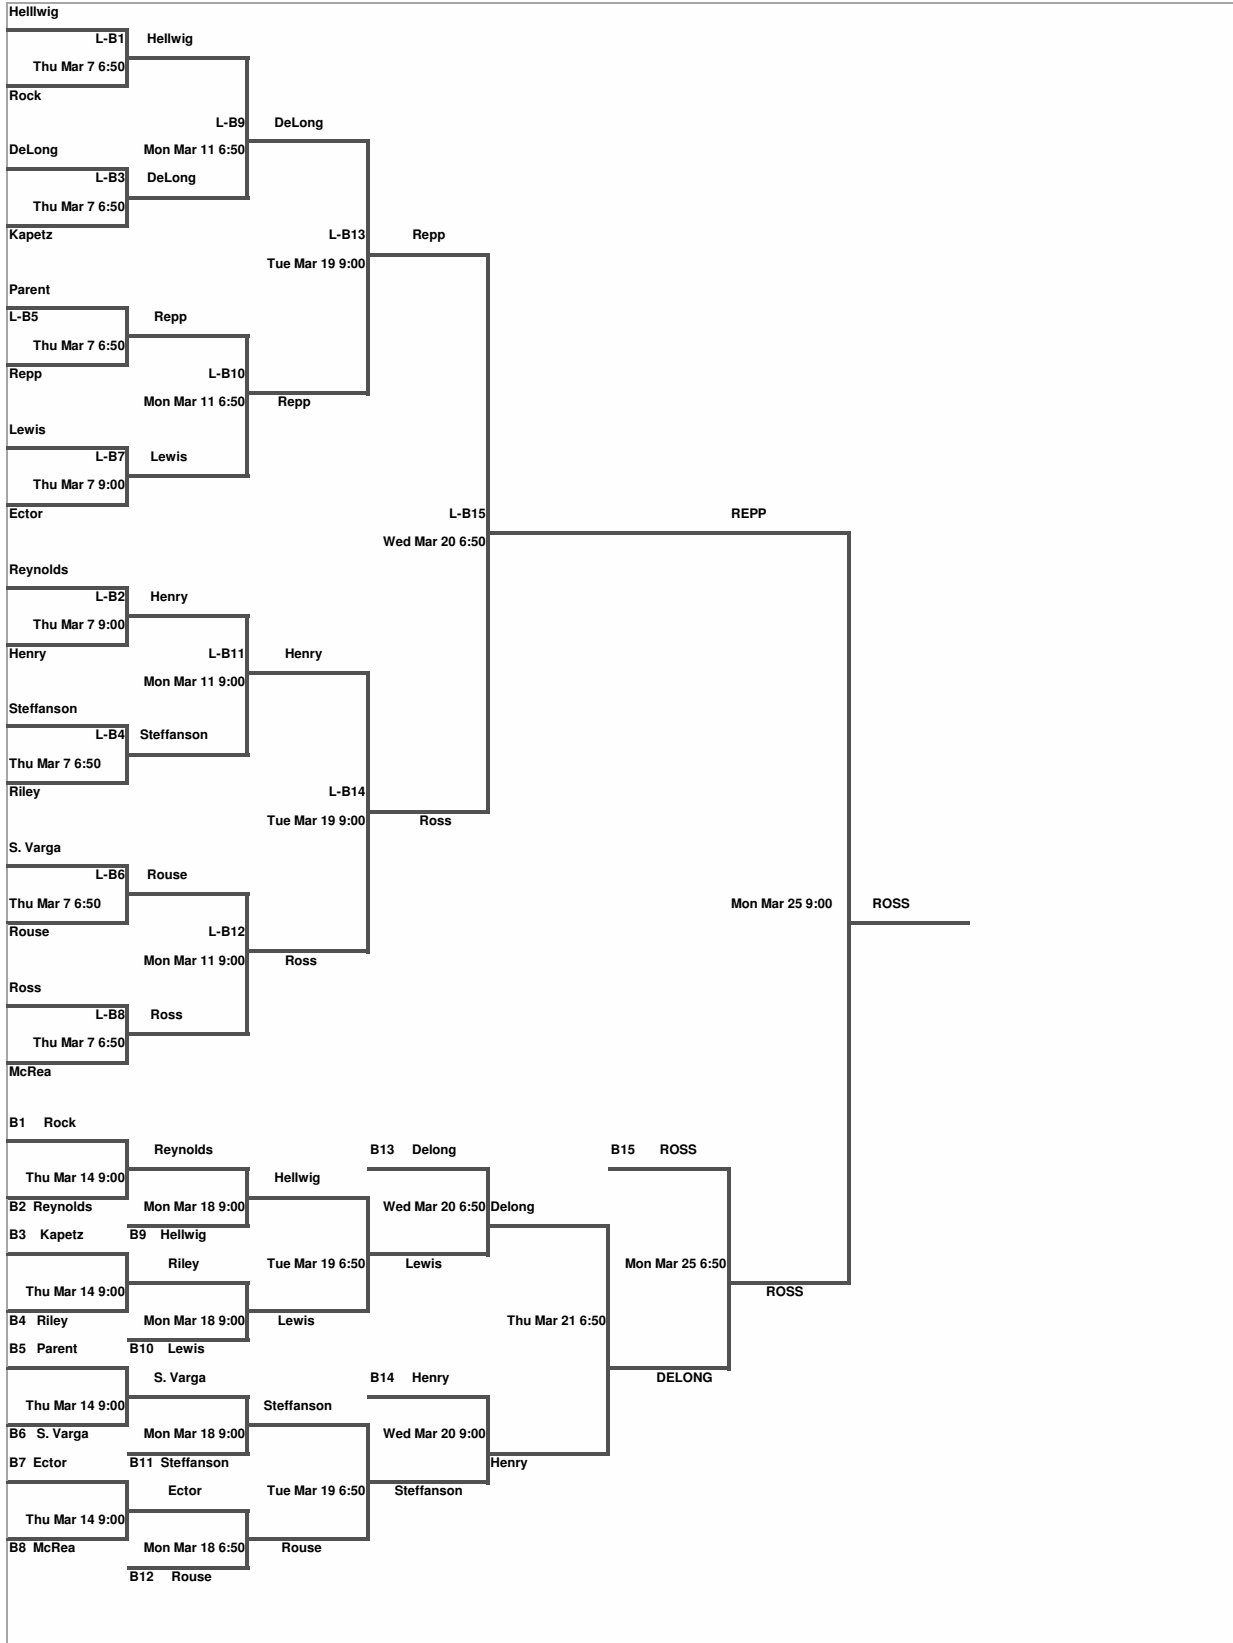 Helllwig
L-B1 Hellwig
Thu Mar 7 6:50
Rock
L-B9 DeLong
DeLong Mon Mar 11 6:50
L-B3 DeLong
Thu Mar 7 6:50
Kapetz L-B13 Repp
Tue Mar 19 9:00
Parent
L-B5 Repp
Thu Mar 7 6:50
Repp L-B10
Mon Mar 11 6:50 Repp
Lewis
L-B7 Lewis
Thu Mar 7 9:00
Ector L-B15 REPP
Wed Mar 20 6:50
Reynolds
L-B2 Henry
Thu Mar 7 9:00
Henry L-B11 Henry
Mon Mar 11 9:00
Steffanson
L-B4 Steffanson
Thu Mar 7 6:50
Riley L-B14
Tue Mar 19 9:00 Ross
S. Varga
L-B6 Rouse
Thu Mar 7 6:50 Mon Mar 25 9:00 ROSS
Rouse L-B12
Mon Mar 11 9:00 Ross
Ross
L-B8 Ross
Thu Mar 7 6:50
McRea
B1 Rock
Reynolds B13 Delong B15 ROSS
Thu Mar 14 9:00 Hellwig
B2 Reynolds Mon Mar 18 9:00 Wed Mar 20 6:50 Delong
B3 Kapetz B9 Hellwig
Riley Tue Mar 19 6:50 Lewis Mon Mar 25 6:50
Thu Mar 14 9:00 ROSS
B4 Riley Mon Mar 18 9:00 Lewis Thu Mar 21 6:50
B5 Parent B10 Lewis
S. Varga B14 Henry DELONG
Thu Mar 14 9:00 Steffanson
B6 S. Varga Mon Mar 18 9:00 Wed Mar 20 9:00
B7 Ector B11 Steffanson Henry
Ector Tue Mar 19 6:50 Steffanson
Thu Mar 14 9:00
B8 McRea Mon Mar 18 6:50 Rouse
B12 Rouse